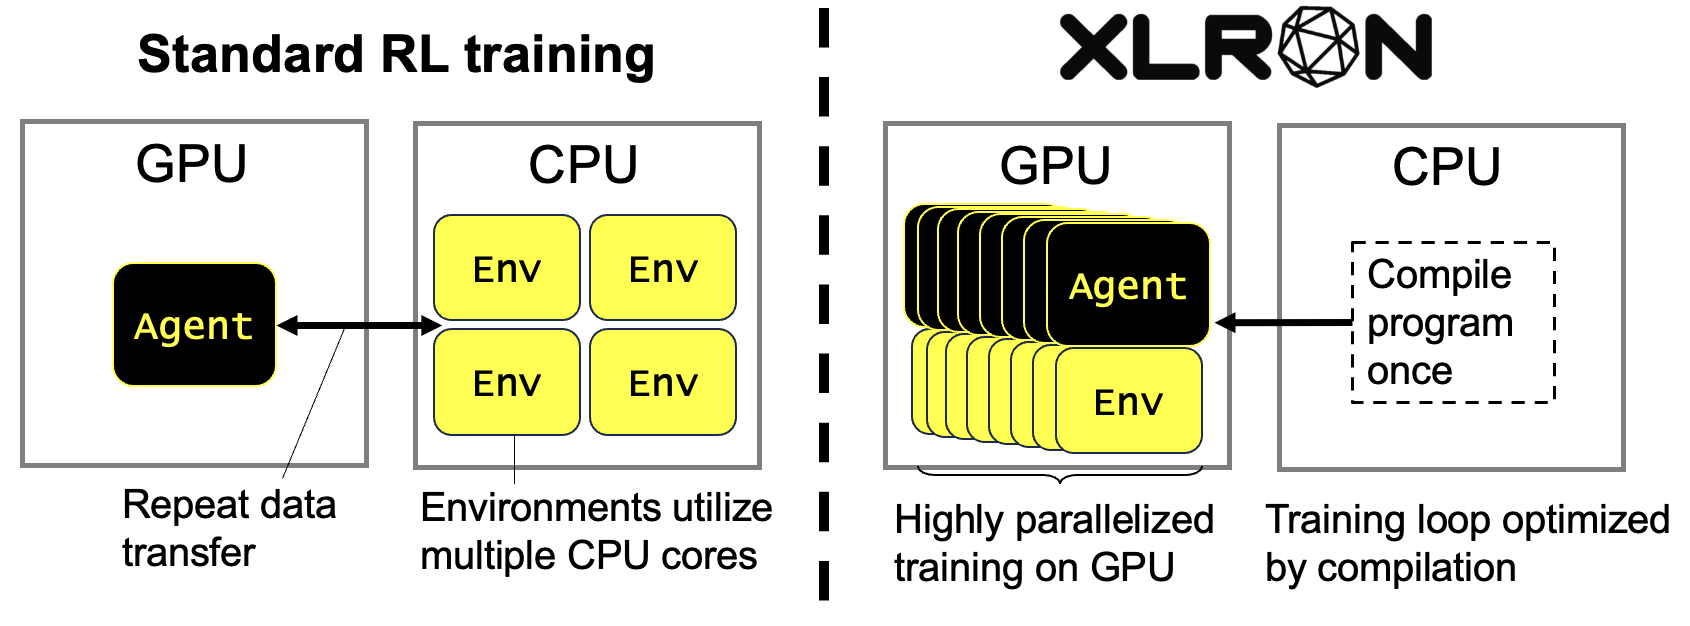 Standard RL training
GPU
CPU
Agent
Env
Env
Env
Env
Repeat data
transfer
Environments utilize
multiple CPU cores
XLRON
GPU
CPU
Agent
Env
Compile
program
once
Highly parallelized
training on GPU
Training loop optimized
by compilation